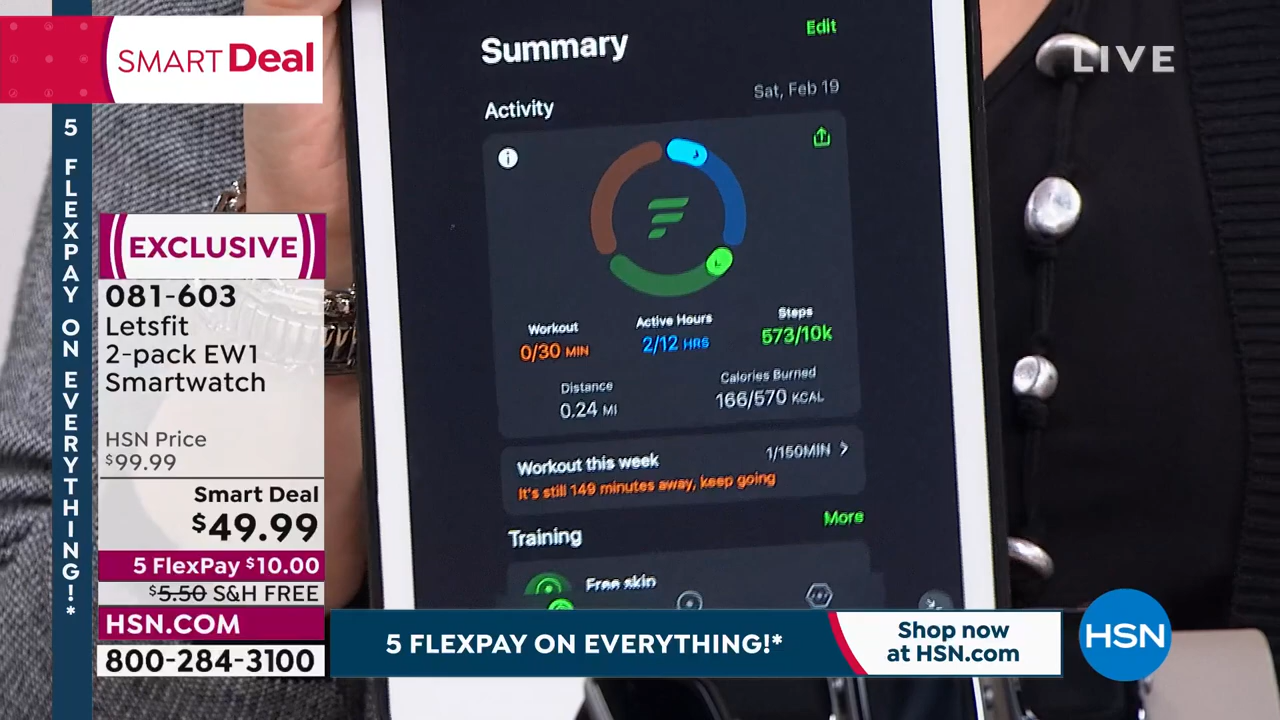 SMART Deal
5 FLEXPAY ON EVERYTHING!*
EXCLUSIVE
081-603
Letsfit
2-pack EW1
Smartwatch
HSN Price
$99.99
Smart Deal
$49.99
5 FlexPay $10.00
$5.50 S&H FREE
HSN.COM
800-284-3100
Summary
Edit
Sat, Feb 19
Activity
Workout
0/30 MIN
Active Hours
2/12 HRS
Steps
573/10k
Distance
0.24 MI
Calories Burned
166/570 KCAL
Workout this week
1/150MIN
It's still 149 minutes away, keep going
Training
More
Free skin
LIVE
5 FLEXPAY ON EVERYTHING!*
Shop now
at HSN.com
HSN